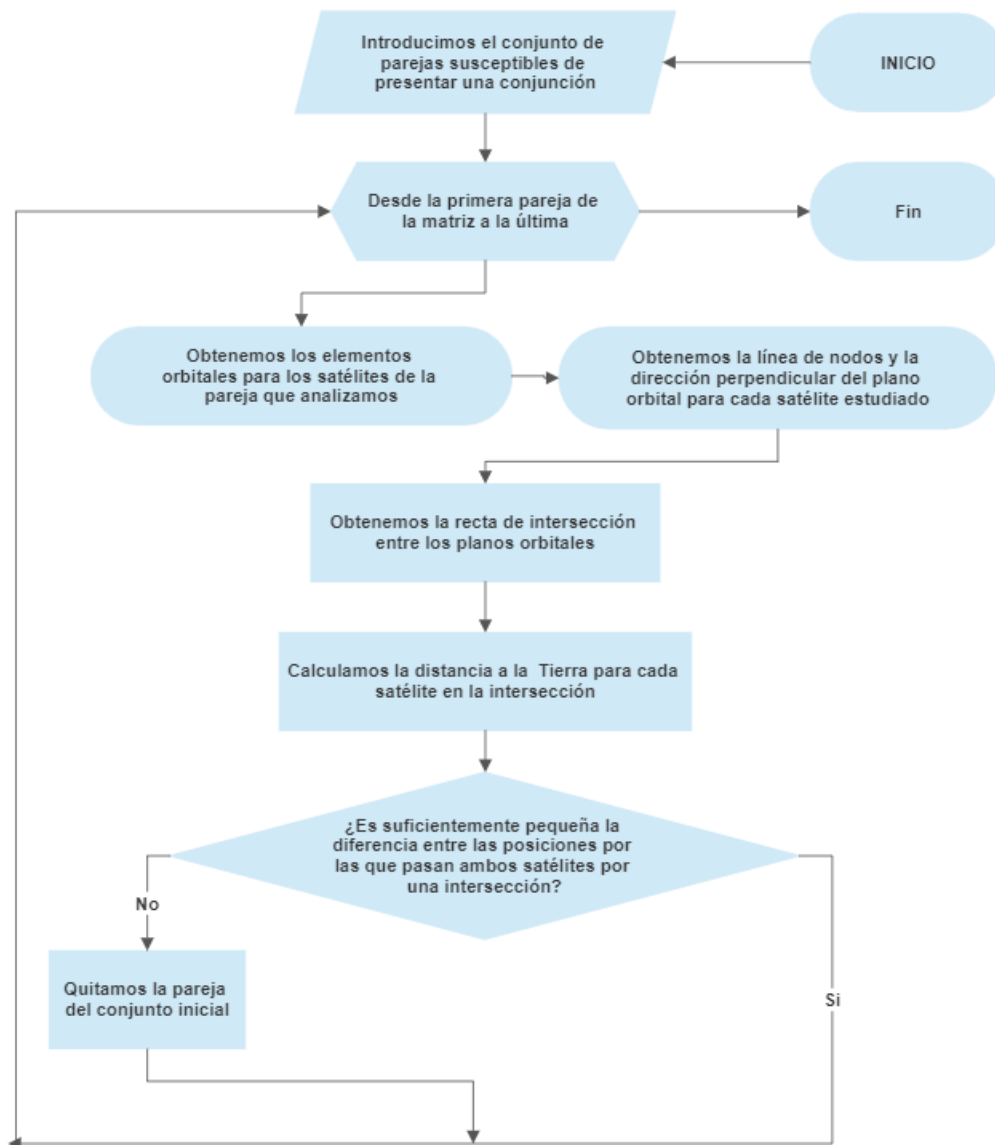 Introducimos el conjunto de
parejas susceptibles de
presentar una conjunción
INICIO
Desde la primera pareja de
la matriz a la última
Fin
Obtenemos los elementos
orbitales para los satélites de la
pareja que analizamos
Obtenemos la línea de nodos y la
dirección perpendicular del plano
orbital para cada satélite estudiado
Obtenemos la recta de intersección
entre los planos orbitales
Calculamos la distancia a la Tierra para cada
satélite en la intersección
¿Es suficientemente pequeña la
diferencia entre las posiciones por
las que pasan ambos satélites por
una intersección?
No
Quitamos la pareja
del conjunto inicial
Si